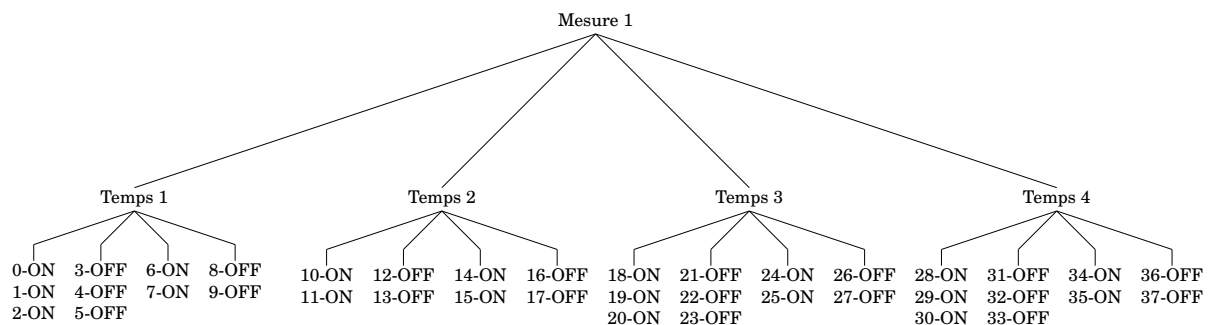 Mesure 1
Temps 1 Temps 2 Temps 3 Temps 4
0-ON 3-OFF 6-ON 8-OFF 10-ON 12-OFF 14-ON 16-OFF 18-ON 21-OFF 24-ON 26-OFF 28-ON 31-OFF 34-ON 36-OFF
1-ON 4-OFF 7-ON 9-OFF 11-ON 13-OFF 15-ON 17-OFF 19-ON 22-OFF 25-ON 27-OFF 29-ON 32-OFF 35-ON 37-OFF
2-ON 5-OFF 20-ON 23-OFF 30-ON 33-OFF